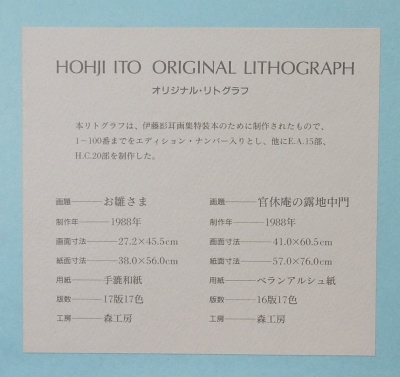 HOHJI ITO ORIGINAL LITHOGRAPH
オリジナル・リトグラフ
本リトグラフは、伊藤髟耳画集特装本のために制作されたもので、
1−100番までをエディション・ナンバー入りとし、他にE.A.15部、
H.C.20部を制作した。
画題———お雛さま
制作年———1988年
画面寸法———27.2×45.5cm
紙面寸法———38.0×56.0cm
用紙———手漉和紙
版数———17版17色
工房———森工房
画題———官休庵の露地中門
制作年———1988年
画面寸法———41.0×60.5cm
紙面寸法———57.0×76.0cm
用紙———ベランアルシュ紙
版数———16版17色
工房———森工房